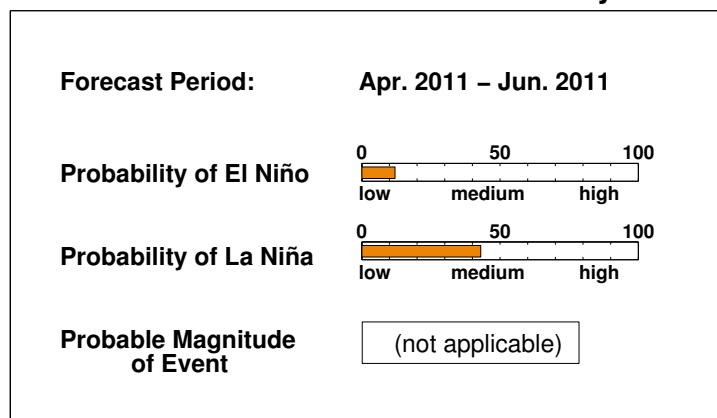 Forecast Period: Apr. 2011 – Jun. 2011
0 50 100
Probability of El Niño
low medium high
0 50 100
Probability of La Niña
low medium high
Probable Magnitude
of Event
(not applicable)